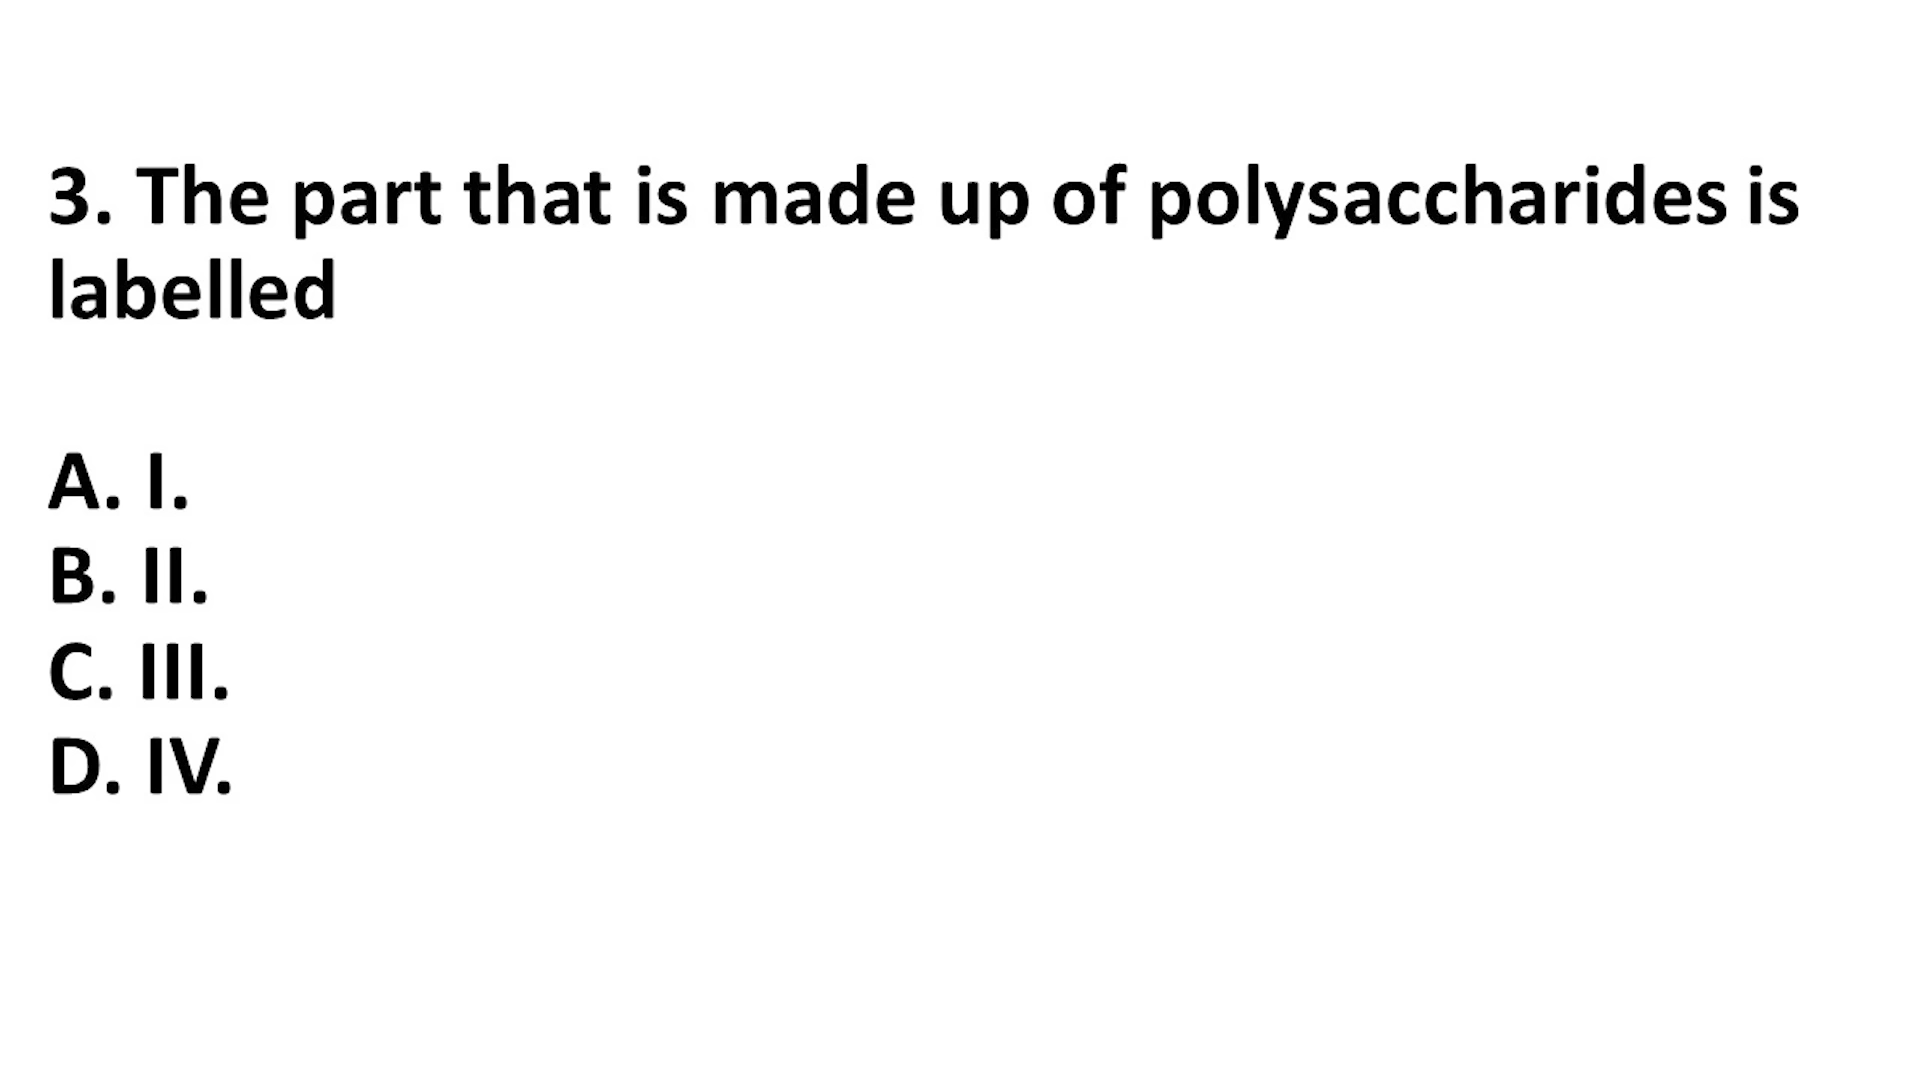 3. The part that is made up of polysaccharides is
labelled
A. I.
B. II.
C. III.
D. IV.